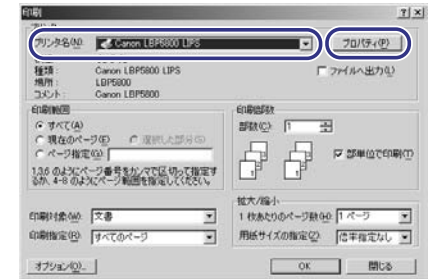 印刷
プリンタ名(N): Canon LBP5800 LIPS プロパティ(P)
種類: Canon LBP5800 LIPS ファイルへ出力(L)
場所: LBP5800
コメント: Canon LBP5800
印刷範囲 印刷部数
すべて(A) 部数(C): 1
現在のページ(E) 選択した部分(S)
ページ指定(G): 部単位で印刷(T)
1,3,6 のようにページ番号をカンマで区切って指定す
るか、4-8 のようにページ範囲を指定してください。
拡大/縮小
印刷対象(W): 文書 1 枚あたりのページ数(H): 1 ページ
印刷指定(R): すべてのページ 用紙サイズの指定(Z): 倍率指定なし
オプション(O)... OK 閉じる